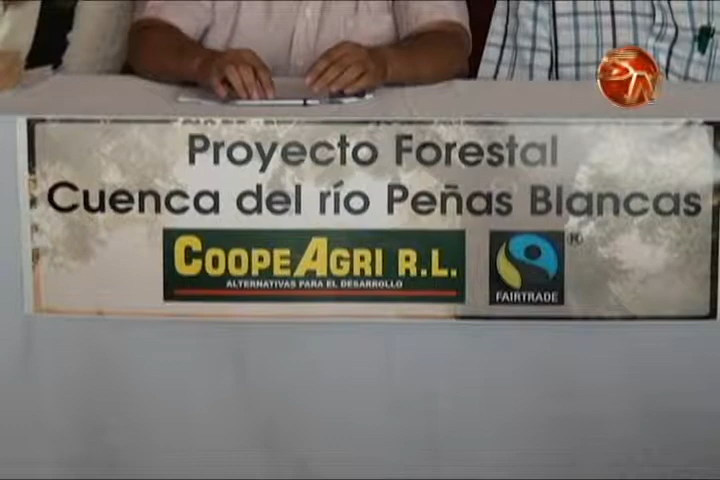 Proyecto Forestal
Cuenca del río Peñas Blancas
COOPEAGRI R.L.
ALTERNATIVAS PARA EL DESARROLLO
FAIRTRADE
®